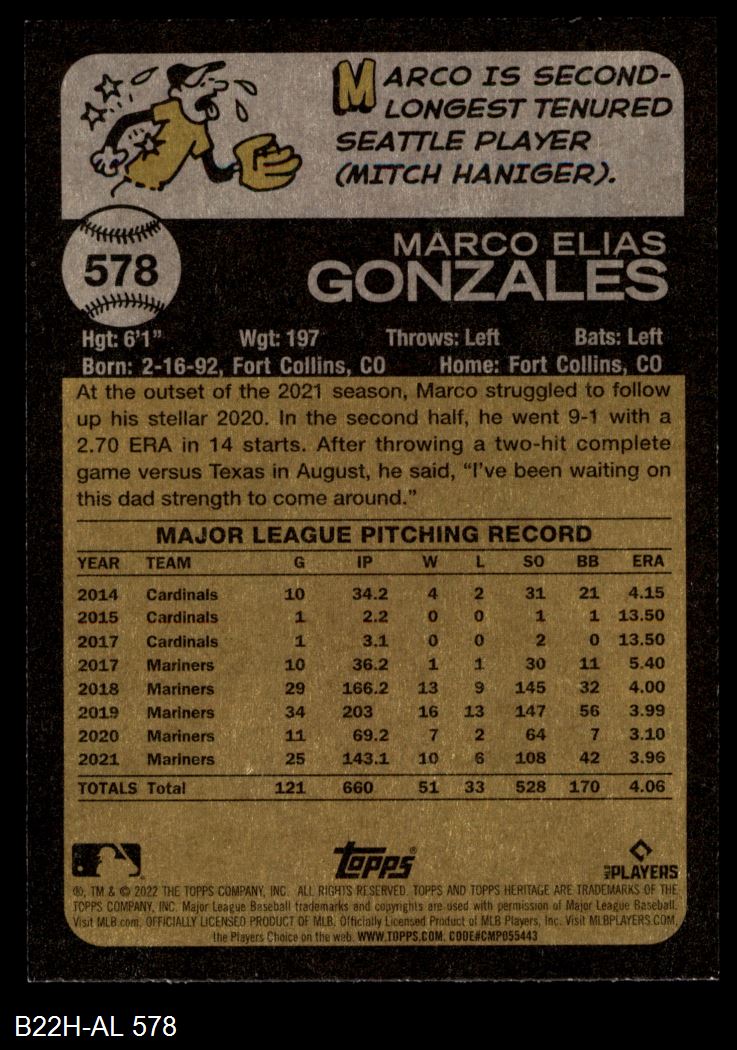 MARCO IS SECOND-
LONGEST TENURED
SEATTLE PLAYER
(MITCH HANIGER).
578
MARCO ELIAS
GONZALES
Hgt: 6'1" Wgt: 197 Throws: Left Bats: Left
Born: 2-16-92, Fort Collins, CO Home: Fort Collins, CO
At the outset of the 2021 season, Marco struggled to follow
up his stellar 2020. In the second half, he went 9-1 with a
2.70 ERA in 14 starts. After throwing a two-hit complete
game versus Texas in August, he said, “I’ve been waiting on
this dad strength to come around.”
MAJOR LEAGUE PITCHING RECORD
YEAR TEAM G IP W L SO BB ERA
2014 Cardinals 10 34.2 4 2 31 21 4.15
2015 Cardinals 1 2.2 0 0 1 1 13.50
2017 Cardinals 1 3.1 0 0 2 0 13.50
2017 Mariners 10 36.2 1 1 30 11 5.40
2018 Mariners 29 166.2 13 9 145 32 4.00
2019 Mariners 34 203 16 13 147 56 3.99
2020 Mariners 11 69.2 7 2 64 7 3.10
2021 Mariners 25 143.1 10 6 108 42 3.96
TOTALS Total 121 660 51 33 528 170 4.06
Topps®
MLB PLAYERS
®, TM & © 2022 THE TOPPS COMPANY, INC. ALL RIGHTS RESERVED. TOPPS AND TOPPS HERITAGE ARE TRADEMARKS OF THE
TOPPS COMPANY, INC. Major League Baseball trademarks and copyrights are used with permission of Major League Baseball.
Visit MLB.com. OFFICIALLY LICENSED PRODUCT OF MLB. Officially Licensed Product of MLB Players, Inc. Visit MLBPLAYERS.COM,
the Players Choice on the web. WWW.TOPPS.COM. CODE#CMP055443
B22H-AL 578